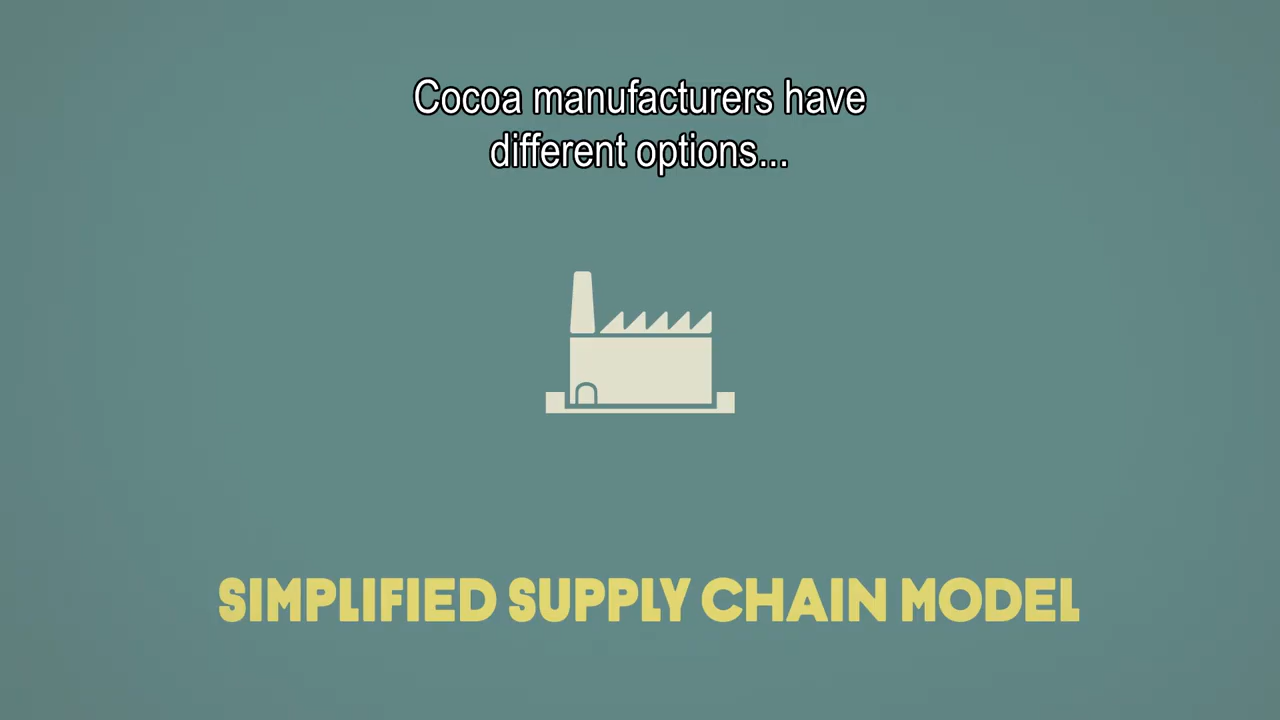 Cocoa manufacturers have
different options...
SIMPLIFIED SUPPLY CHAIN MODEL